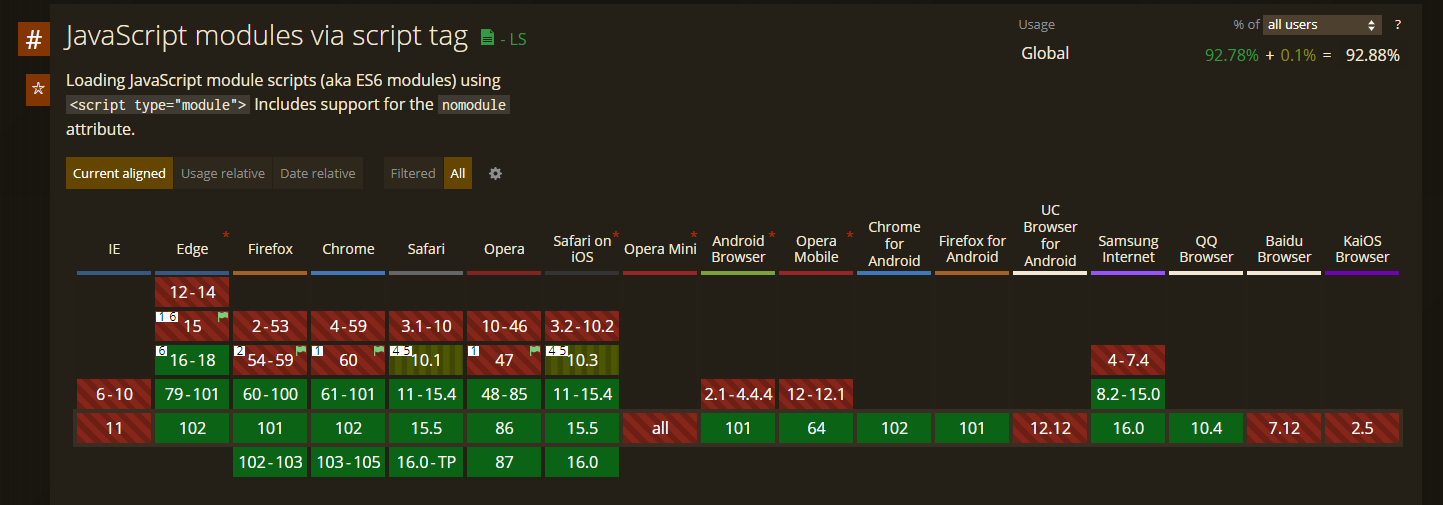 #
JavaScript modules via script tag - LS
Usage % of all users ?
Global 92.78% + 0.1% = 92.88%
Loading JavaScript module scripts (aka ES6 modules) using
<script type="module"> Includes support for the nomodule
attribute.
Current aligned Usage relative Date relative Filtered All
IE Edge * Firefox Chrome Safari Opera Safari on iOS * Opera Mini * Android Browser * Opera Mobile * Chrome for Android Firefox for Android UC Browser for Android Samsung Internet QQ Browser Baidu Browser KaiOS Browser
12-14
1 6 15 2-53 4-59 3.1-10 10-46 3.2-10.2
6 16-18 2 54-59 1 60 4 5 10.1 1 47 4 5 10.3 4-7.4
6-10 79-101 60-100 61-101 11-15.4 48-85 11-15.4 2.1-4.4.4 12-12.1 8.2-15.0
11 102 101 102 15.5 86 15.5 all 101 64 102 101 12.12 16.0 10.4 7.12 2.5
102-103 103-105 16.0-TP 87 16.0